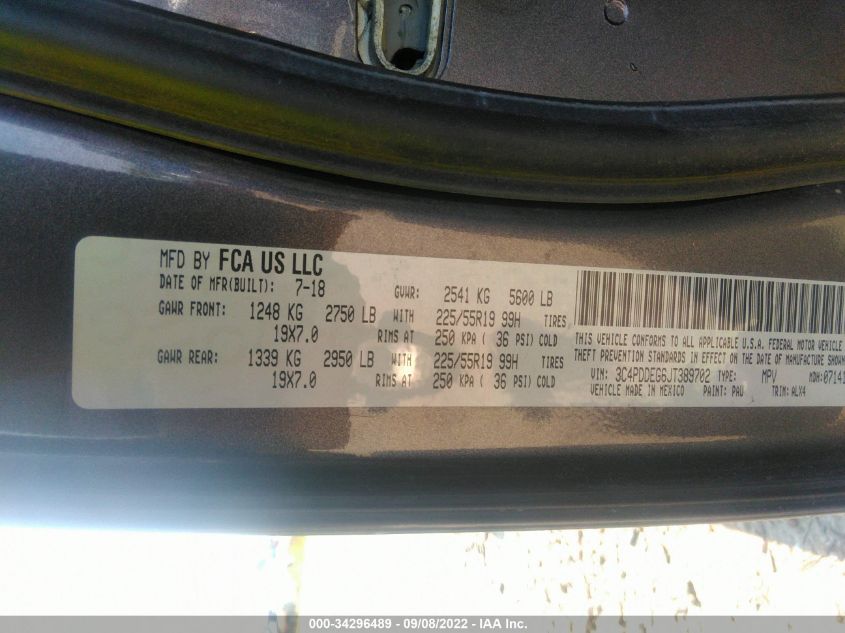 MFD BY FCA US LLC
DATE OF MFR(BUILT): 7-18 GVWR: 2541 KG 5600 LB
GAWR FRONT: 1248 KG 2750 LB WITH 225/55R19 99H TIRES
19X7.0 RIMS AT 250 KPA ( 36 PSI) COLD
GAWR REAR: 1339 KG 2950 LB WITH 225/55R19 99H TIRES
19X7.0 RIMS AT 250 KPA ( 36 PSI) COLD
THIS VEHICLE CONFORMS TO ALL APPLICABLE U.S.A. FEDERAL MOTOR VEHICLE
THEFT PREVENTION STANDARDS IN EFFECT ON THE DATE OF MANUFACTURE SHOWN
VIN: 3C4PDDEG6JT389702 TYPE: MPV MDH: 07141
VEHICLE MADE IN MEXICO PAINT: PAU TRIM: ALX4
000-34296489 - 09/08/2022 - IAA Inc.